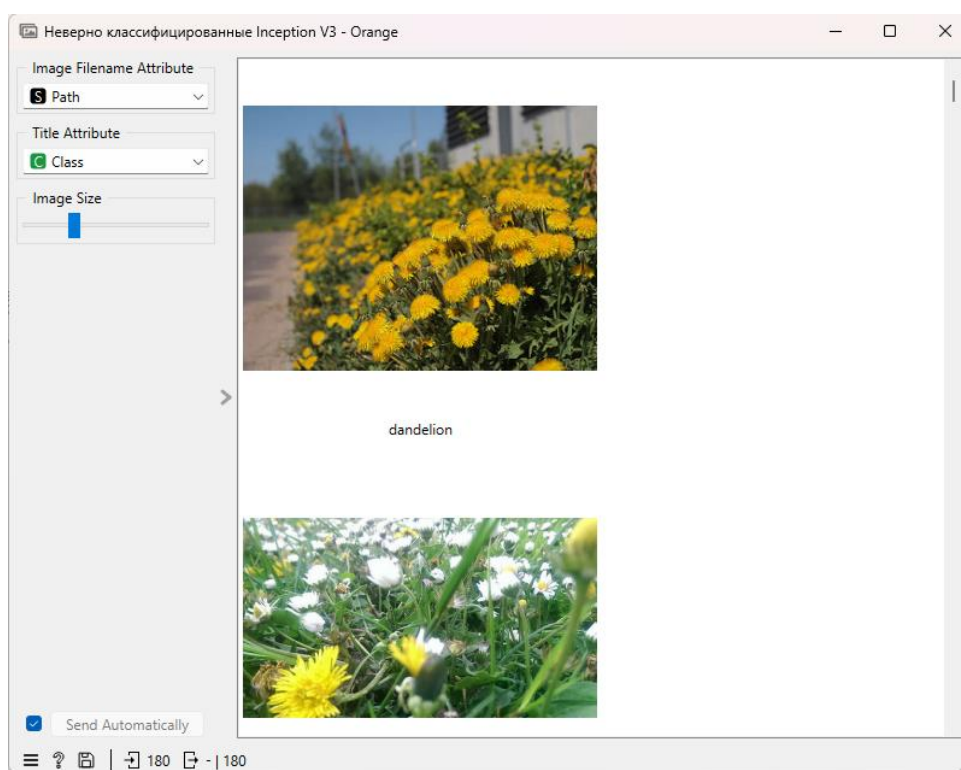 Неверно классифицированные Inception V3 - Orange
Image Filename Attribute
S Path
Title Attribute
C Class
Image Size
dandelion
Send Automatically
? 180 - | 180